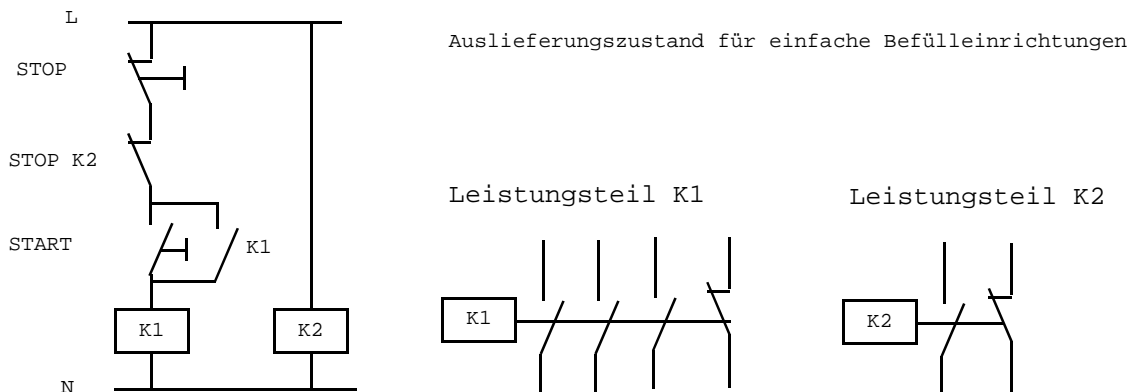 L
Auslieferungszustand für einfache Befülleinrichtungen
STOP
STOP K2
Leistungsteil K1
Leistungsteil K2
START
K1
K1
K2
K1
K2
N